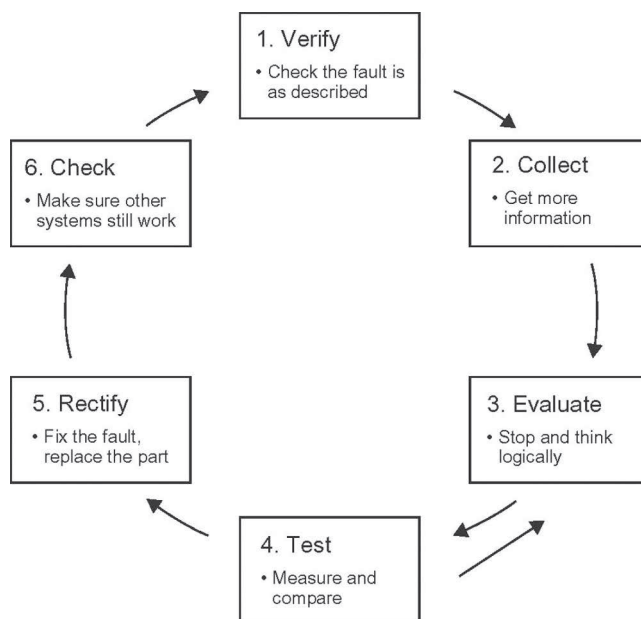 1. Verify
• Check the fault is
as described
2. Collect
• Get more
information
3. Evaluate
• Stop and think
logically
4. Test
• Measure and
compare
5. Rectify
• Fix the fault,
replace the part
6. Check
• Make sure other
systems still work